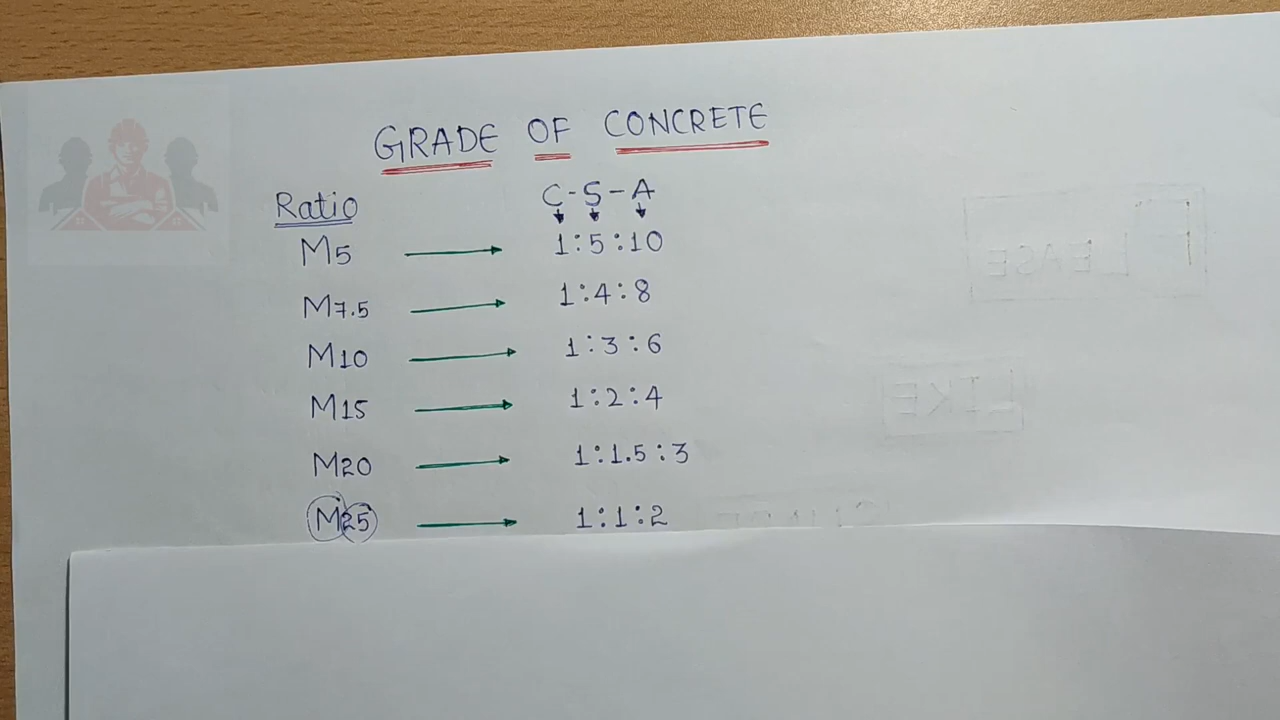 GRADE OF CONCRETE
Ratio C-S-A
M5 1:5:10
M7.5 1:4:8
M10 1:3:6
M15 1:2:4
M20 1:1.5:3
M25 1:1:2